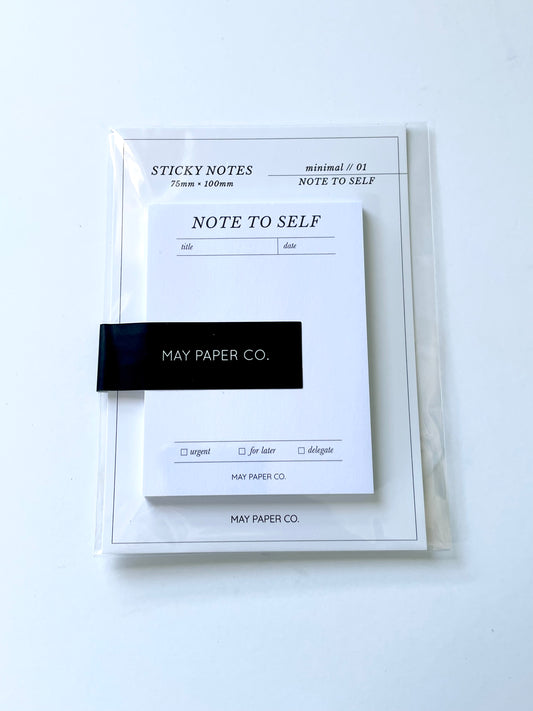 STICKY NOTES
75mm × 100mm
minimal // 01
NOTE TO SELF
NOTE TO SELF
title date
MAY PAPER CO.
urgent for later delegate
MAY PAPER CO.
MAY PAPER CO.